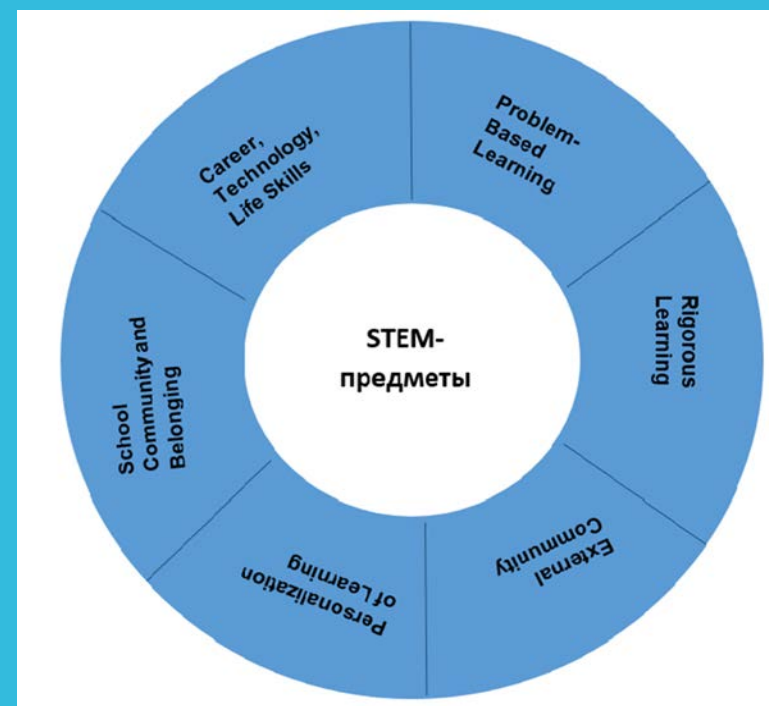 Problem-
Based
Learning
Rigorous
Learning
External
Community
Personalization
of Learning
School
Community and
Belonging
Career,
Technology,
Life Skills
STEM-
предметы